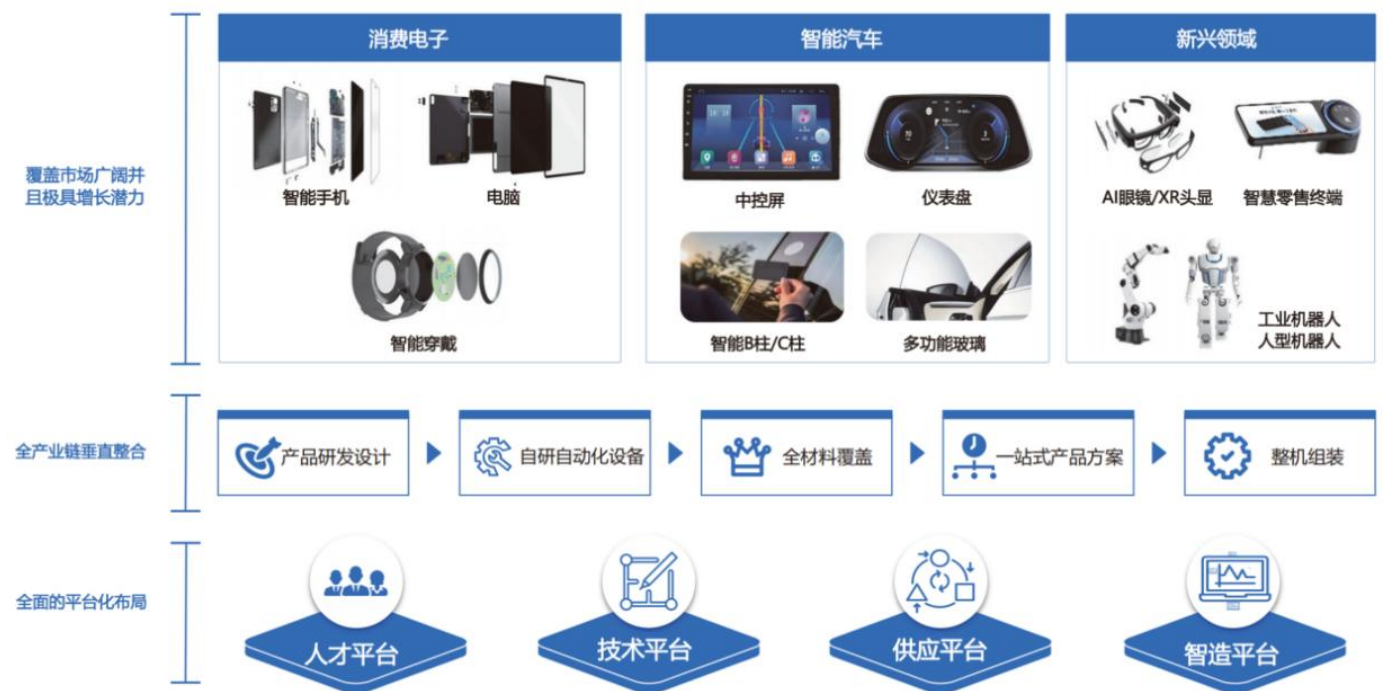 消费电子
智能汽车
新兴领域
覆盖市场广阔并
且极具增长潜力
智能手机
电脑
智能穿戴
中控屏
仪表盘
智能B柱/C柱
多功能玻璃
AI眼镜/XR头显
智慧零售终端
工业机器人
人型机器人
全产业链垂直整合
产品研发设计
自研自动化设备
全材料覆盖
一站式产品方案
整机组装
全面的平台化布局
人才平台
技术平台
供应平台
智造平台